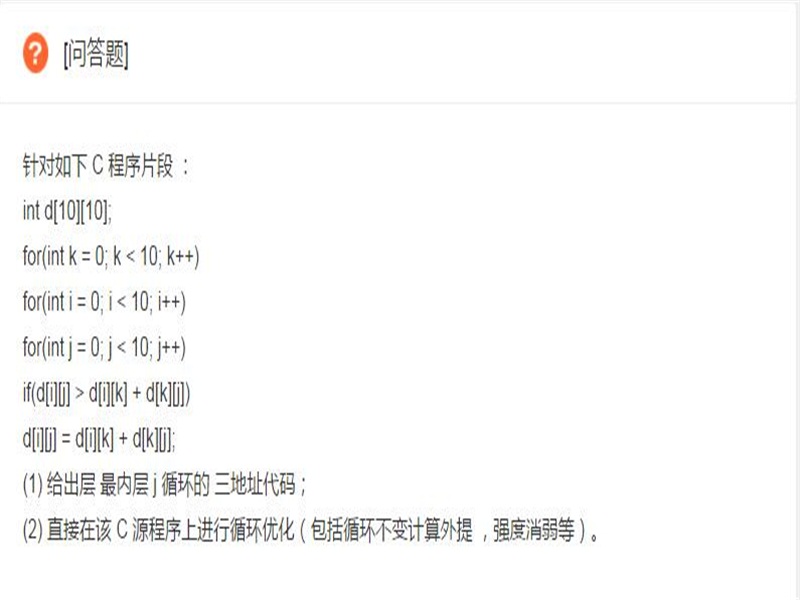 ?
[问答题]
针对如下 C 程序片段 ：
int d[10][10];
for(int k = 0; k < 10; k++)
for(int i = 0; i < 10; i++)
for(int j = 0; j < 10; j++)
if(d[i][j] > d[i][k] + d[k][j])
d[i][j] = d[i][k] + d[k][j];
(1) 给出层 最内层 j 循环的 三地址代码；
(2) 直接在该 C 源程序上进行循环优化 ( 包括循环不变计算外提 ，强度消弱等 ) 。